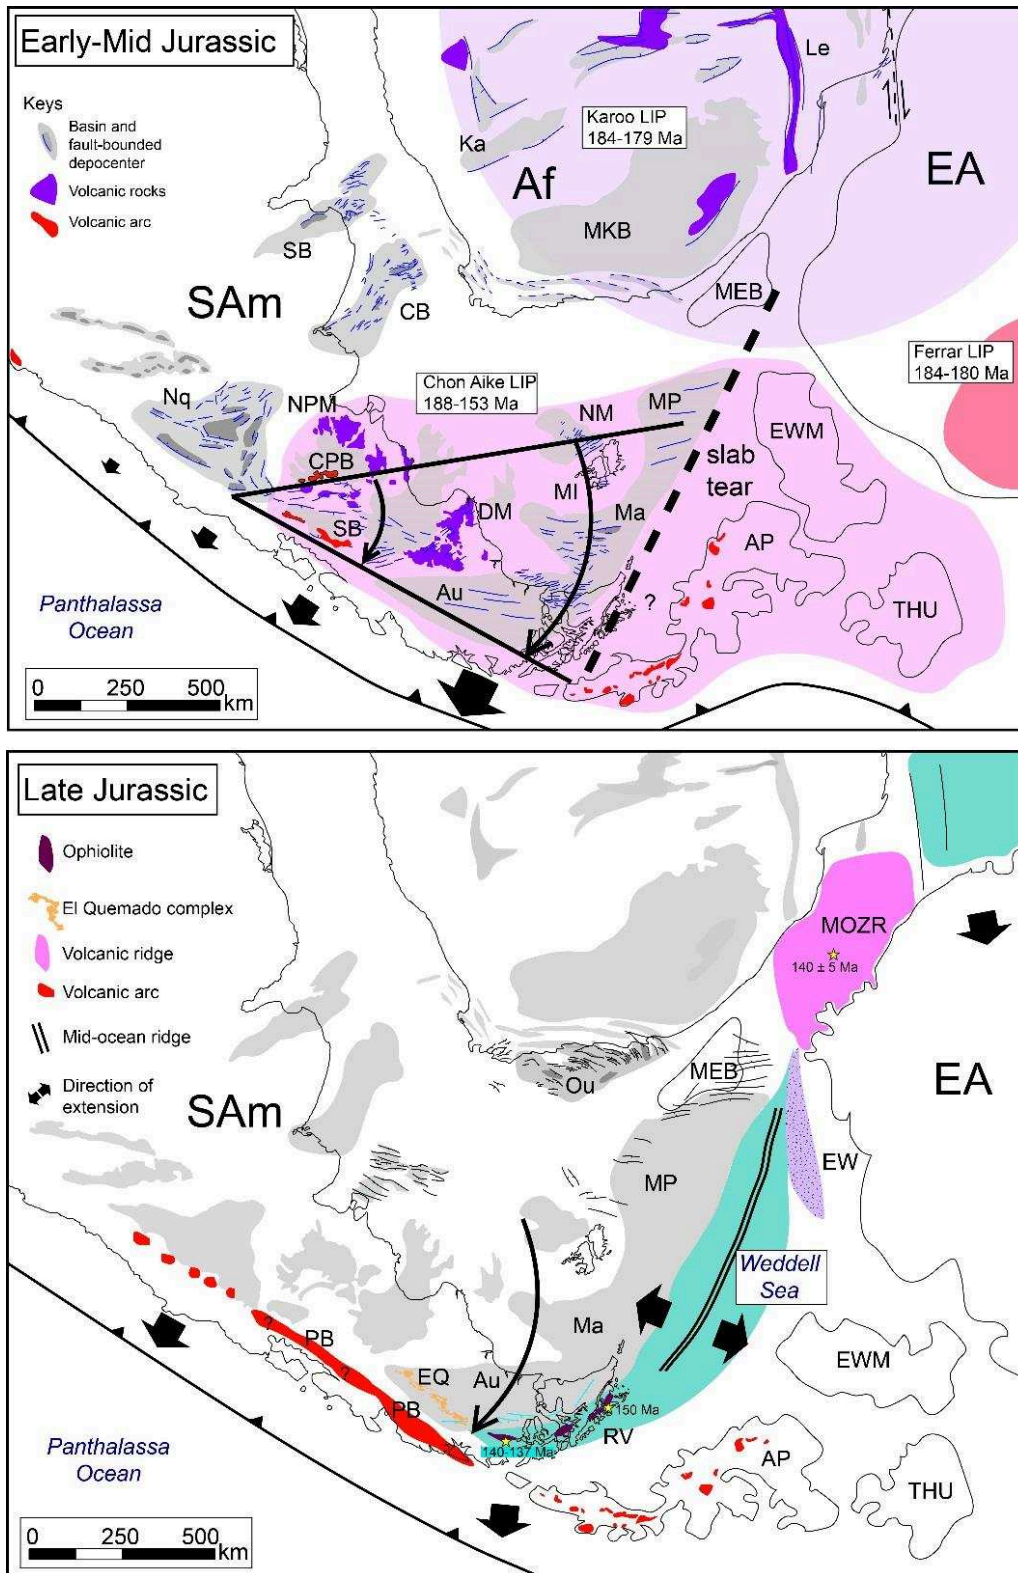 Early-Mid Jurassic
Keys
Basin and
fault-bounded
depocenter
Volcanic rocks
Volcanic arc
Le
Karoo LIP
184-179 Ma
Ka
Af
EA
MKB
SB
SAm
CB
MEB
Ferrar LIP
184-180 Ma
Nq
NPM
Chon Aike LIP
188-153 Ma
NM
MP
EWM
CPB
slab
tear
MI
SB
DM
Ma
AP
Au
?
THU
Panthalassa
Ocean
0 250 500
km
Late Jurassic
Ophiolite
El Quemado complex
Volcanic ridge
Volcanic arc
Mid-ocean ridge
Direction of
extension
MOZR
140 ± 5 Ma
Ou
MEB
EA
SAm
EW
MP
Weddell
Sea
?
PB
Ma
?
EQ
Au
EWM
PB
150 Ma
RV
140-137 Ma
Panthalassa
Ocean
AP
THU
0 250 500
km